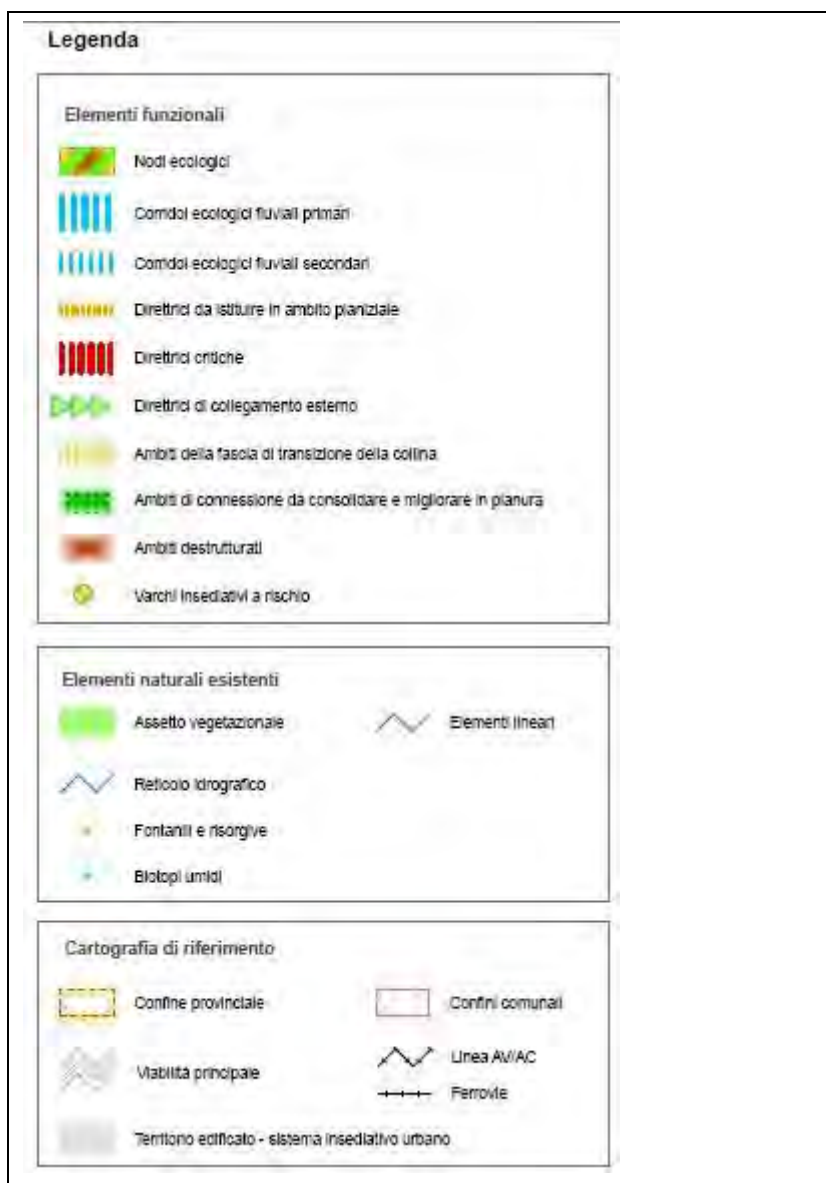 Legenda
Elementi funzionali
Nodi ecologici
Corridoi ecologici fluviali primari
Corridoi ecologici fluviali secondari
Direttrici da istituire in ambito planiziale
Direttrici critiche
Direttrici di collegamento esterno
Ambiti della fascia di transizione della collina
Ambiti di connessione da consolidare e migliorare in pianura
Ambiti destrutturati
Varchi insediativi a rischio
Elementi naturali esistenti
Assetto vegetazionale
Elementi lineari
Reticolo idrografico
Fontanili e risorgive
Biotopi umidi
Cartografia di riferimento
Confine provinciale
Confini comunali
Viabilità principale
Linea AV/AC
Ferrovie
Territorio edificato - sistema insediativo urbano